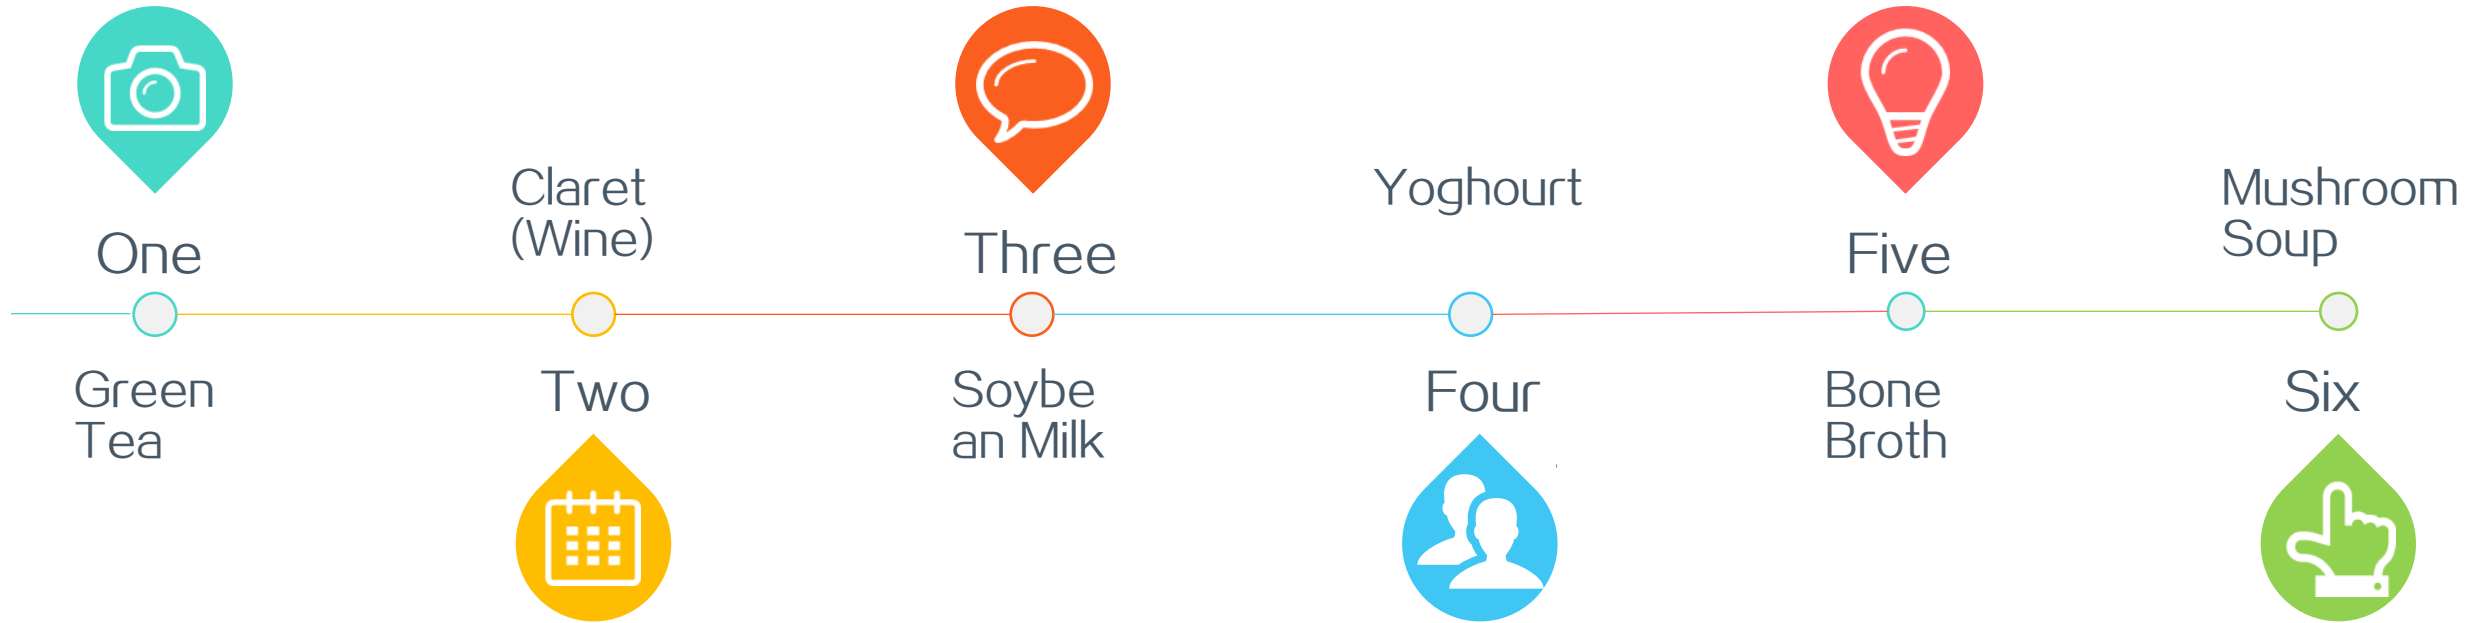 One
Green
Tea
Claret
(Wine)
Two
Three
Soybe
an Milk
Yoghourt
Four
Five
Bone
Broth
Mushroom
Soup
Six